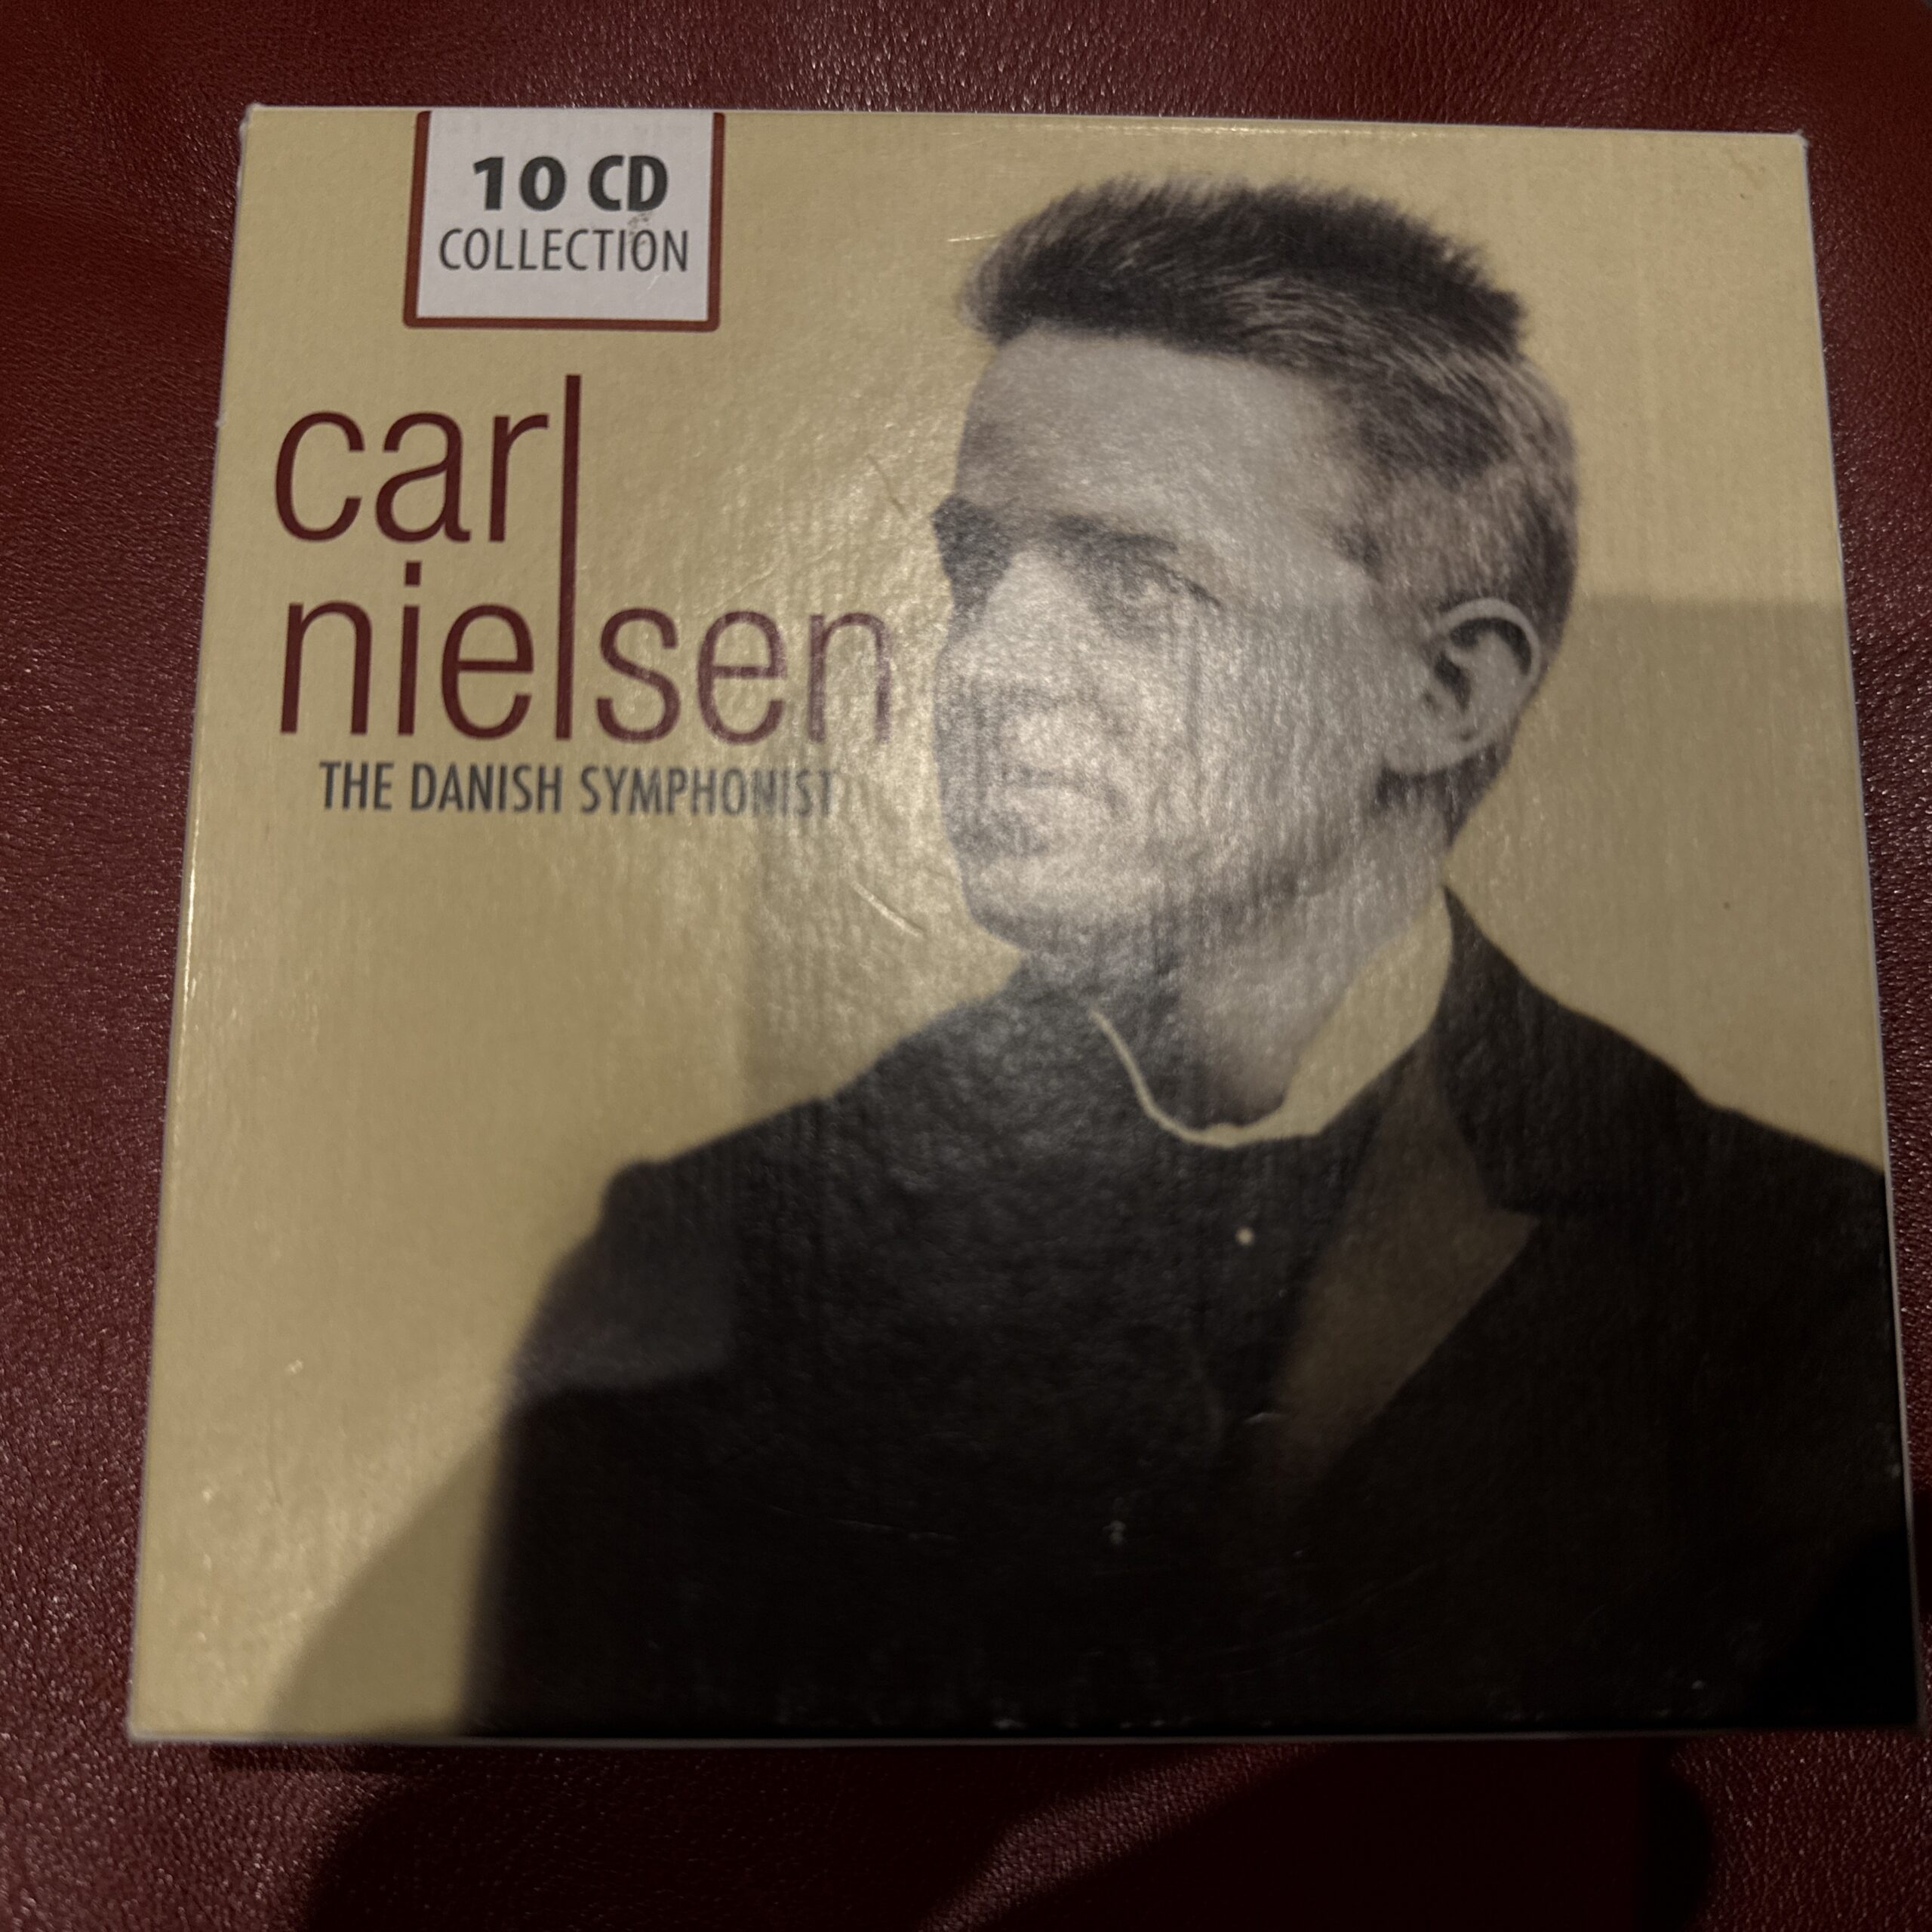 10 CD
COLLECTION
carl
nielsen
THE DANISH SYMPHONIST